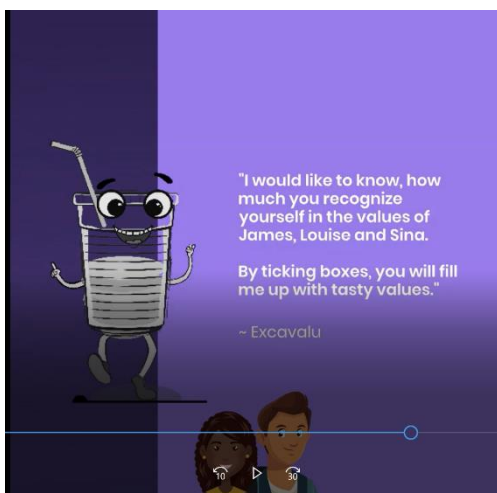 "I would like to know, how
much you recognize
yourself in the values of
James, Louise and Sina.
By ticking boxes, you will fill
me up with tasty values."
~ Excavalu
10
30